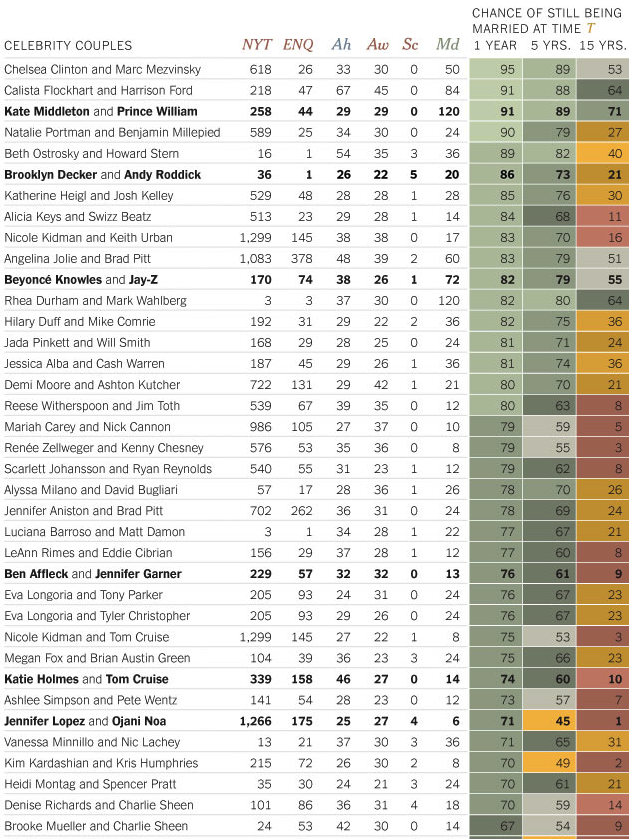 CHANCE OF STILL BEING
MARRIED AT TIME T
CELEBRITY COUPLES NYT ENQ Ah Aw Sc Md 1 YEAR 5 YRS. 15 YRS.
Chelsea Clinton and Marc Mezvinsky 618 26 33 30 0 50 95 89 53
Calista Flockhart and Harrison Ford 218 47 67 45 0 84 91 88 64
Kate Middleton and Prince William 258 44 29 29 0 120 91 89 71
Natalie Portman and Benjamin Millepied 589 25 34 30 0 24 90 79 27
Beth Ostrosky and Howard Stern 16 1 54 35 3 36 89 82 40
Brooklyn Decker and Andy Roddick 36 1 26 22 5 20 86 73 21
Katherine Heigl and Josh Kelley 529 48 28 28 1 28 85 76 30
Alicia Keys and Swizz Beatz 513 23 29 28 1 14 84 68 11
Nicole Kidman and Keith Urban 1,299 145 38 38 0 17 83 70 16
Angelina Jolie and Brad Pitt 1,083 378 48 39 2 60 83 79 51
Beyoncé Knowles and Jay-Z 170 74 38 26 1 72 82 79 55
Rhea Durham and Mark Wahlberg 3 3 37 30 0 120 82 80 64
Hilary Duff and Mike Comrie 192 31 29 22 2 36 82 75 36
Jada Pinkett and Will Smith 168 29 28 25 0 24 81 71 24
Jessica Alba and Cash Warren 187 45 29 26 1 36 81 74 36
Demi Moore and Ashton Kutcher 722 131 29 42 1 21 80 70 21
Reese Witherspoon and Jim Toth 539 67 39 35 0 12 80 63 8
Mariah Carey and Nick Cannon 986 105 27 37 0 10 79 59 5
Renée Zellweger and Kenny Chesney 576 53 35 36 0 8 79 55 3
Scarlett Johansson and Ryan Reynolds 540 55 31 23 1 12 79 62 8
Alyssa Milano and David Bugliari 57 17 28 36 1 26 78 70 26
Jennifer Aniston and Brad Pitt 702 262 36 31 0 24 78 69 24
Luciana Barroso and Matt Damon 3 1 34 28 1 22 77 67 21
LeAnn Rimes and Eddie Cibrian 156 29 37 28 1 12 77 60 8
Ben Affleck and Jennifer Garner 229 57 32 32 0 13 76 61 9
Eva Longoria and Tony Parker 205 93 24 31 0 24 76 67 23
Eva Longoria and Tyler Christopher 205 93 29 26 0 24 76 67 23
Nicole Kidman and Tom Cruise 1,299 145 27 22 1 8 75 53 3
Megan Fox and Brian Austin Green 104 39 36 23 3 24 75 66 23
Katie Holmes and Tom Cruise 339 158 46 27 0 14 74 60 10
Ashlee Simpson and Pete Wentz 141 54 28 23 0 12 73 57 7
Jennifer Lopez and Ojani Noa 1,266 175 25 27 4 6 71 45 1
Vanessa Minnillo and Nic Lachey 13 21 37 30 3 36 71 65 31
Kim Kardashian and Kris Humphries 215 72 26 30 2 8 70 49 2
Heidi Montag and Spencer Pratt 35 30 24 21 3 24 70 61 21
Denise Richards and Charlie Sheen 101 86 36 31 4 18 70 59 14
Brooke Mueller and Charlie Sheen 24 53 42 30 0 14 67 54 9